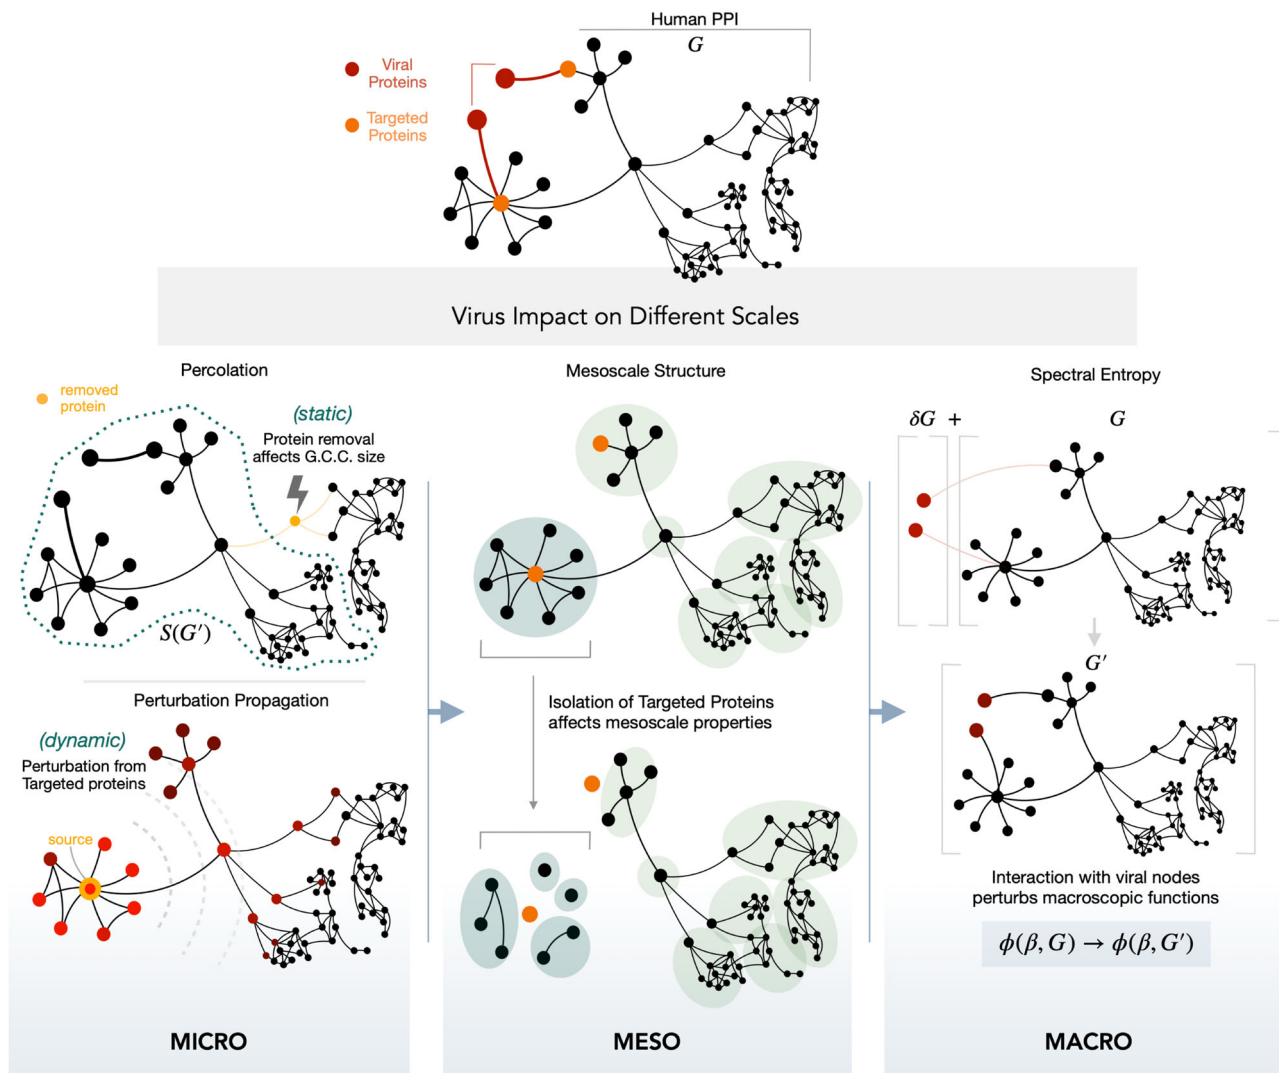 Human PPI
G
Viral
Proteins
Targeted
Proteins
Virus Impact on Different Scales
Percolation
removed
protein
(static)
Protein removal
affects G.C.C. size
S(G′)
Perturbation Propagation
(dynamic)
Perturbation from
Targeted proteins
source
MICRO
Mesoscale Structure
Isolation of Targeted Proteins
affects mesoscale properties
MESO
Spectral Entropy
δG + G
G′
Interaction with viral nodes
perturbs macroscopic functions
ϕ(β, G) → ϕ(β, G′)
MACRO